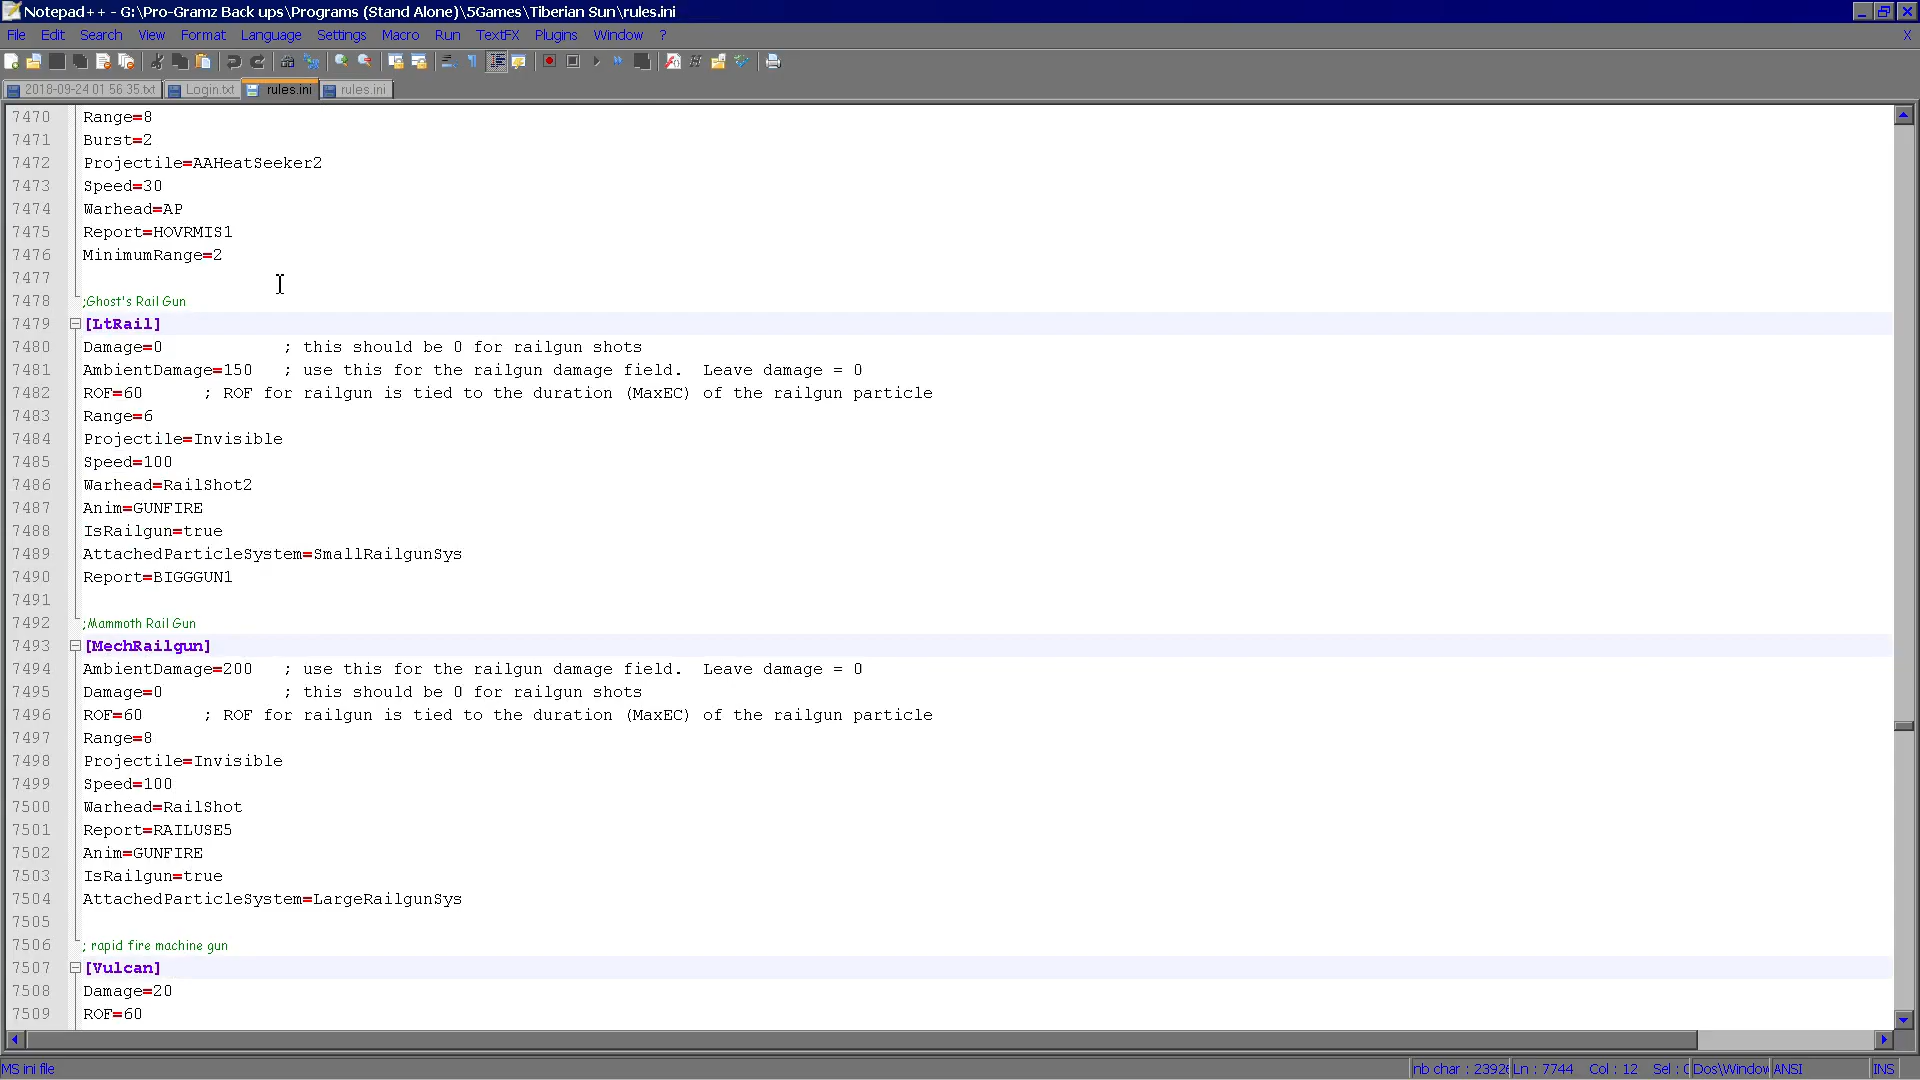 Notepad++ - G:\Pro-Gramz Back ups\Programs (Stand Alone)\5Games\Tiberian Sun\rules.ini
File Edit Search View Format Language Settings Macro Run TextFX Plugins Window ? X
2018-09-24 01 56 35.txt Login.txt rules.ini rules.ini
7470 Range=8
7471 Burst=2
7472 Projectile=AAHeatSeeker2
7473 Speed=30
7474 Warhead=AP
7475 Report=HOVRMIS1
7476 MinimumRange=2
7477
7478 ;Ghost's Rail Gun
7479 [LtRail]
7480 Damage=0 ; this should be 0 for railgun shots
7481 AmbientDamage=150 ; use this for the railgun damage field. Leave damage = 0
7482 ROF=60 ; ROF for railgun is tied to the duration (MaxEC) of the railgun particle
7483 Range=6
7484 Projectile=Invisible
7485 Speed=100
7486 Warhead=RailShot2
7487 Anim=GUNFIRE
7488 IsRailgun=true
7489 AttachedParticleSystem=SmallRailgunSys
7490 Report=BIGGGUN1
7491
7492 ;Mammoth Rail Gun
7493 [MechRailgun]
7494 AmbientDamage=200 ; use this for the railgun damage field. Leave damage = 0
7495 Damage=0 ; this should be 0 for railgun shots
7496 ROF=60 ; ROF for railgun is tied to the duration (MaxEC) of the railgun particle
7497 Range=8
7498 Projectile=Invisible
7499 Speed=100
7500 Warhead=RailShot
7501 Report=RAILUSE5
7502 Anim=GUNFIRE
7503 IsRailgun=true
7504 AttachedParticleSystem=LargeRailgunSys
7505
7506 ; rapid fire machine gun
7507 [Vulcan]
7508 Damage=20
7509 ROF=60
MS ini file nb char : 2392 Ln : 7744 Col : 12 Sel : Dos\Window ANSI INS